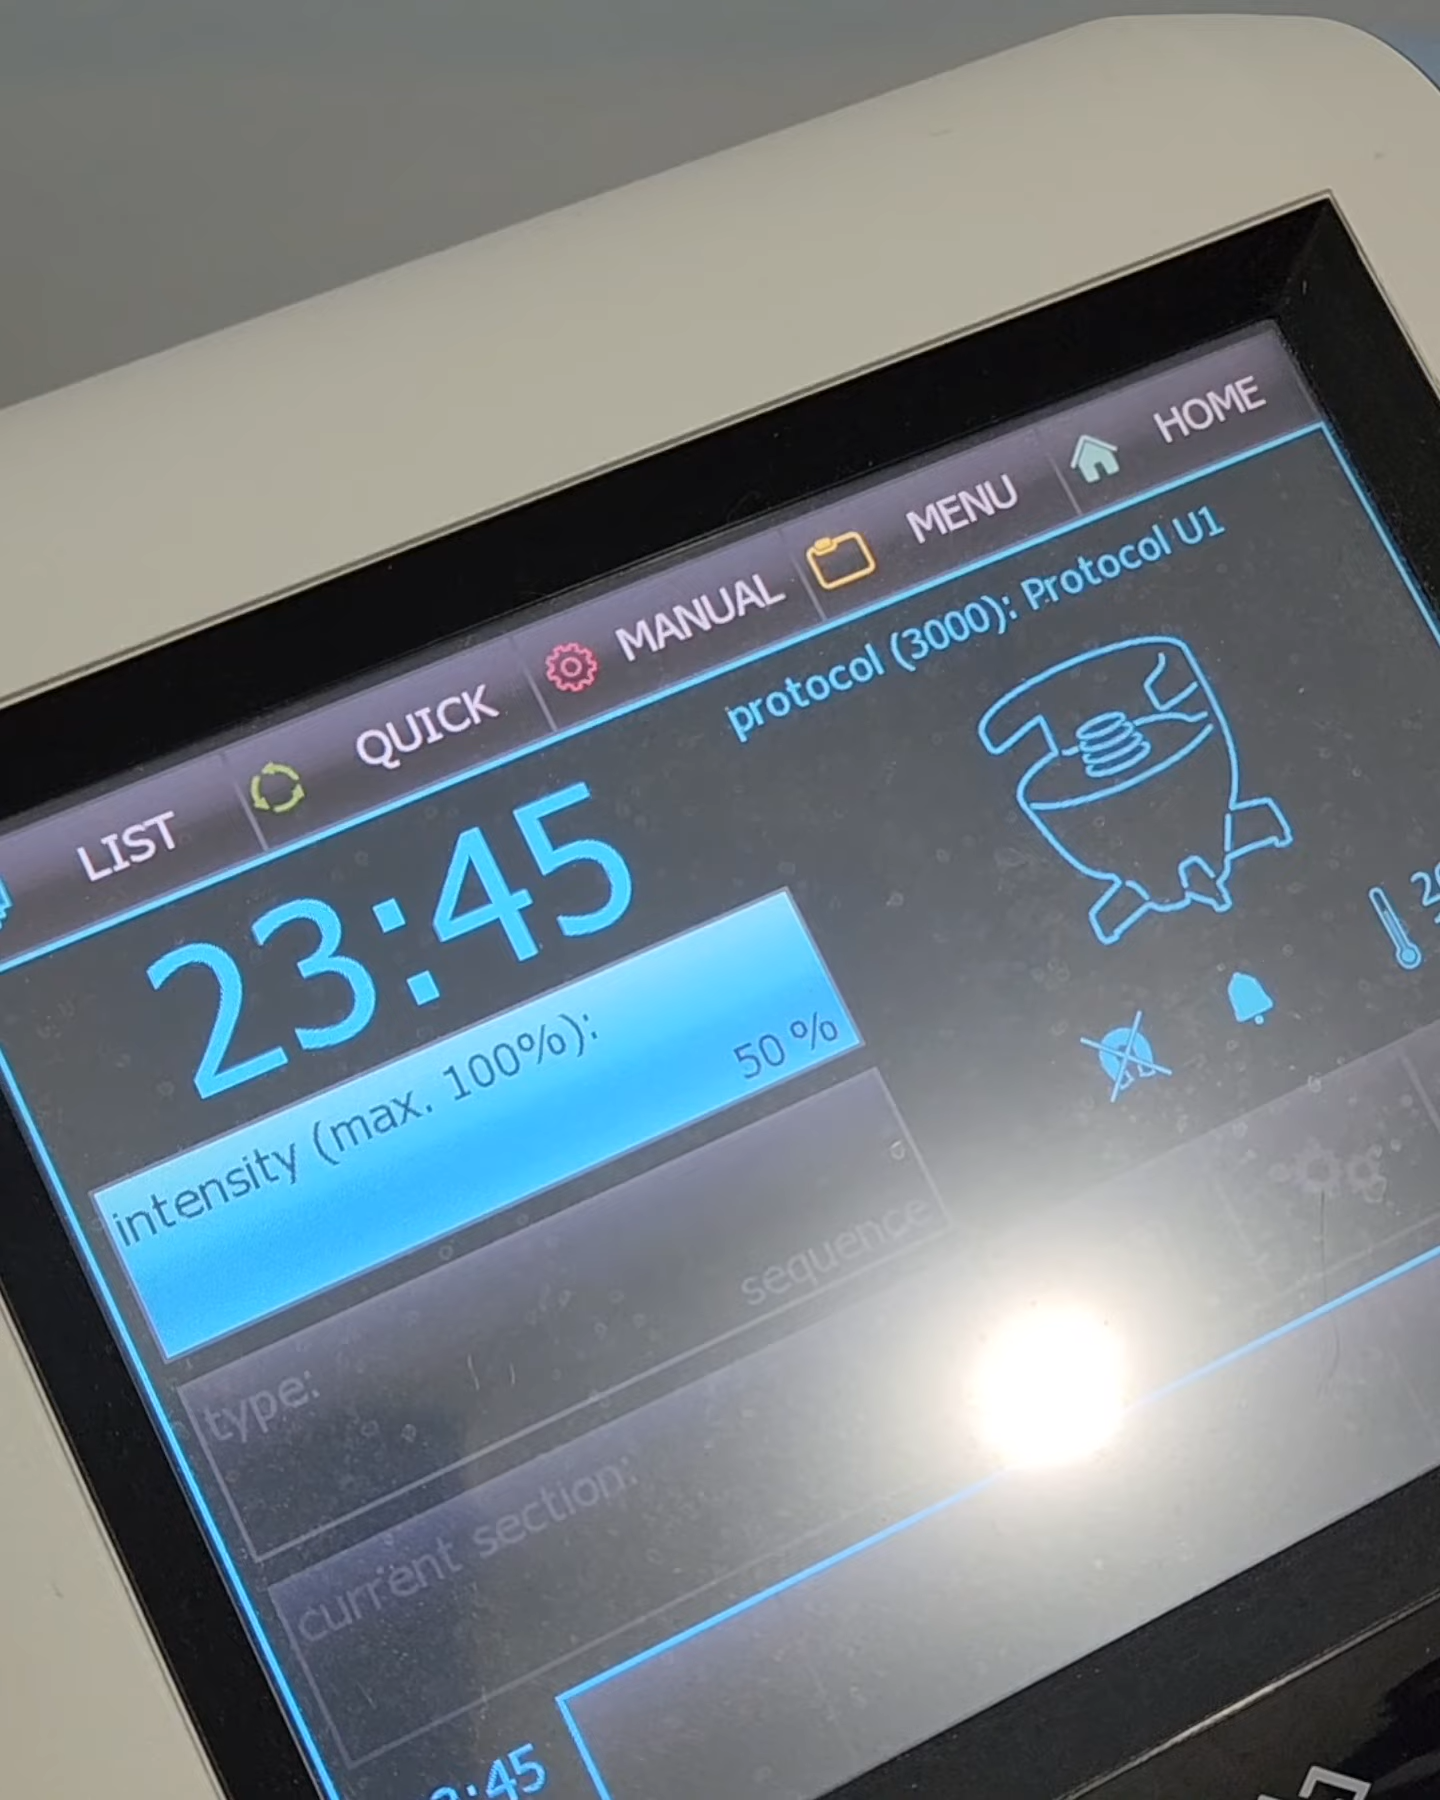 LIST
QUICK
MANUAL
MENU
HOME
protocol (3000): Protocol U1
23:45
intensity (max. 100%):
50 %
type:
sequence
current section: